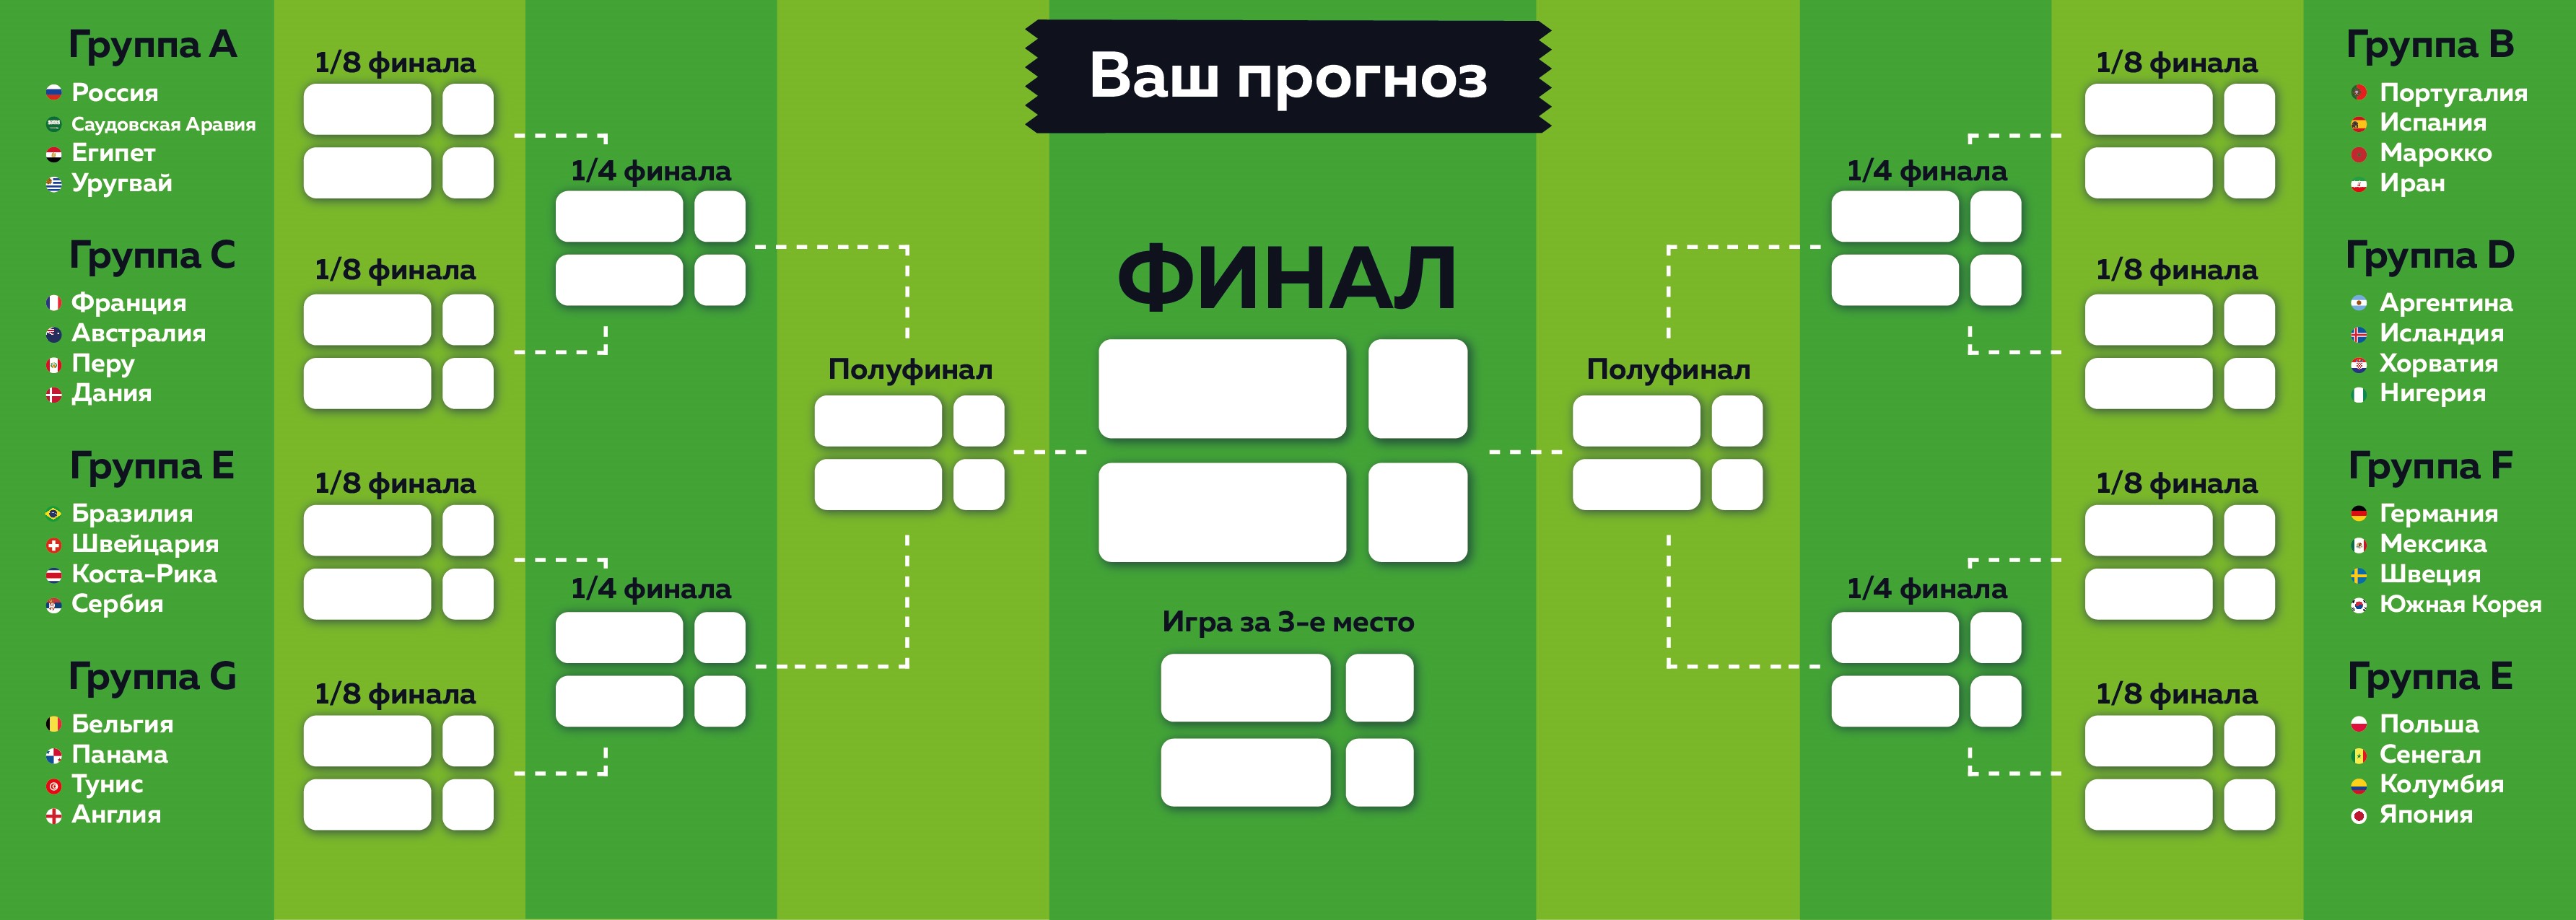 Ваш прогноз
Группа A
Россия
Саудовская Аравия
Египет
Уругвай
Группа C
Франция
Австралия
Перу
Дания
Группа E
Бразилия
Швейцария
Коста-Рика
Сербия
Группа G
Бельгия
Панама
Тунис
Англия
1/8 финала
1/8 финала
1/8 финала
1/8 финала
1/4 финала
1/4 финала
Полуфинал
ФИНАЛ
Игра за 3-е место
Полуфинал
1/4 финала
1/4 финала
1/8 финала
1/8 финала
1/8 финала
1/8 финала
Группа B
Португалия
Испания
Марокко
Иран
Группа D
Аргентина
Исландия
Хорватия
Нигерия
Группа F
Германия
Мексика
Швеция
Южная Корея
Группа E
Польша
Сенегал
Колумбия
Япония